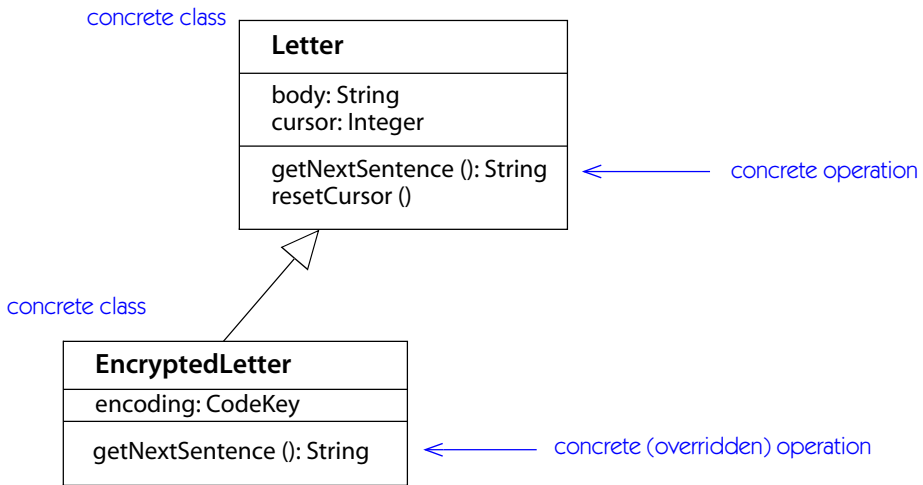 concrete class
Letter
body: String
cursor: Integer
getNextSentence (): String
resetCursor ()
concrete operation
concrete class
EncryptedLetter
encoding: CodeKey
getNextSentence (): String
concrete (overridden) operation